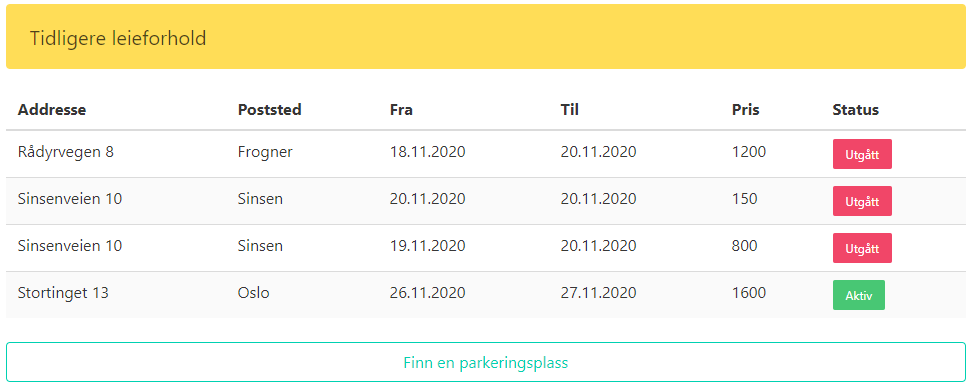 Tidligere leieforhold
Addresse Poststed Fra Til Pris Status
Rådyrvegen 8 Frogner 18.11.2020 20.11.2020 1200 Utgått
Sinsenveien 10 Sinsen 20.11.2020 20.11.2020 150 Utgått
Sinsenveien 10 Sinsen 19.11.2020 20.11.2020 800 Utgått
Stortinget 13 Oslo 26.11.2020 27.11.2020 1600 Aktiv
Finn en parkeringsplass